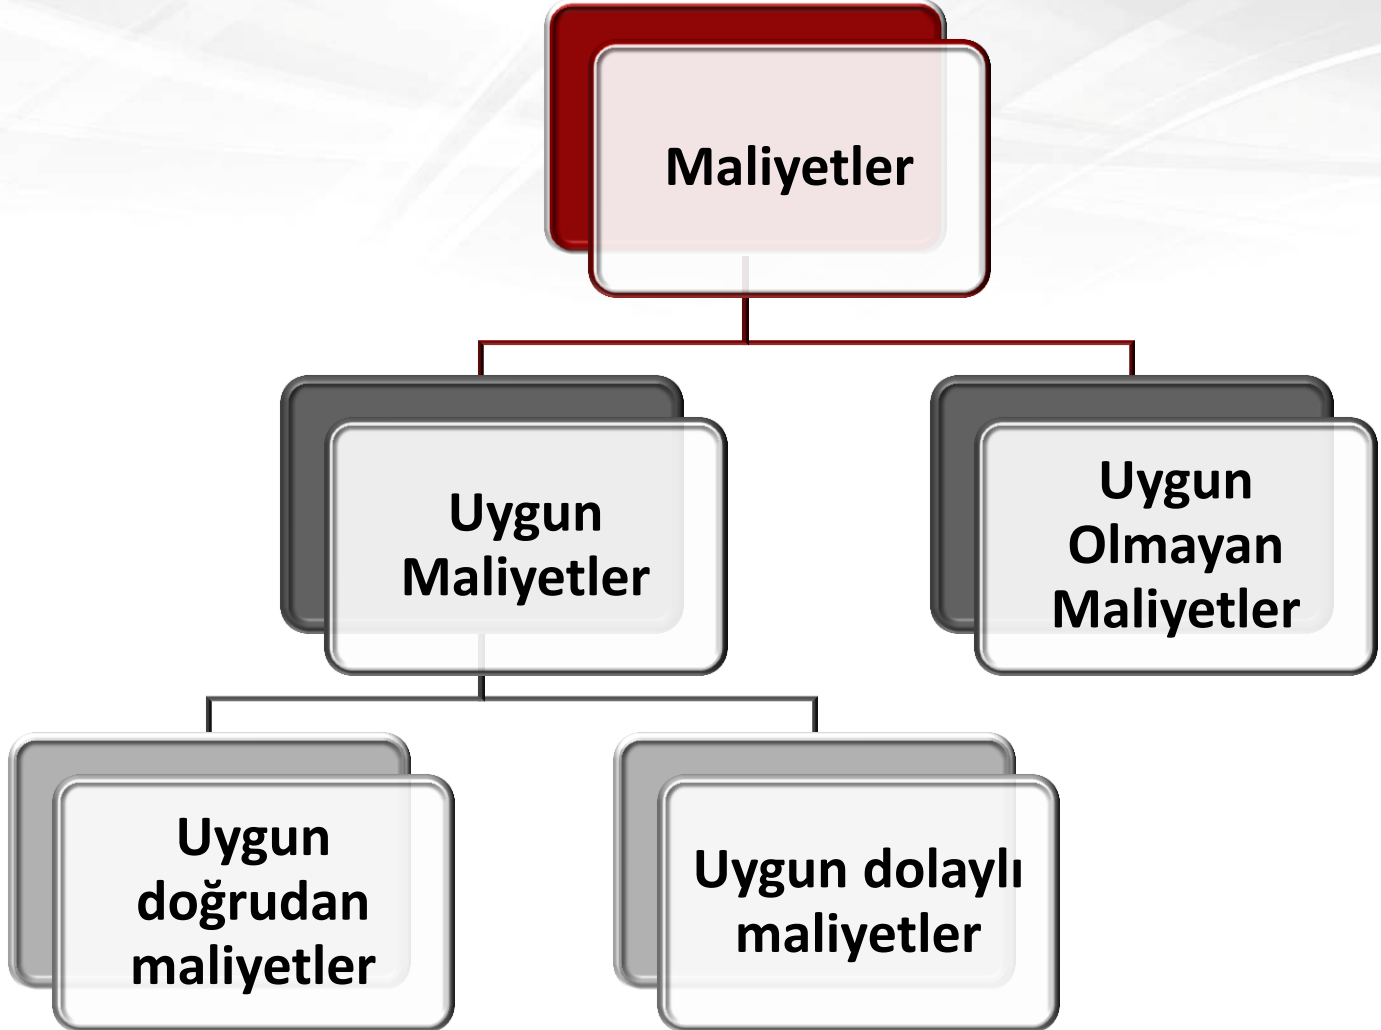 Maliyetler
Uygun
Maliyetler
Uygun
Olmayan
Maliyetler
Uygun
doğrudan
maliyetler
Uygun dolaylı
maliyetler